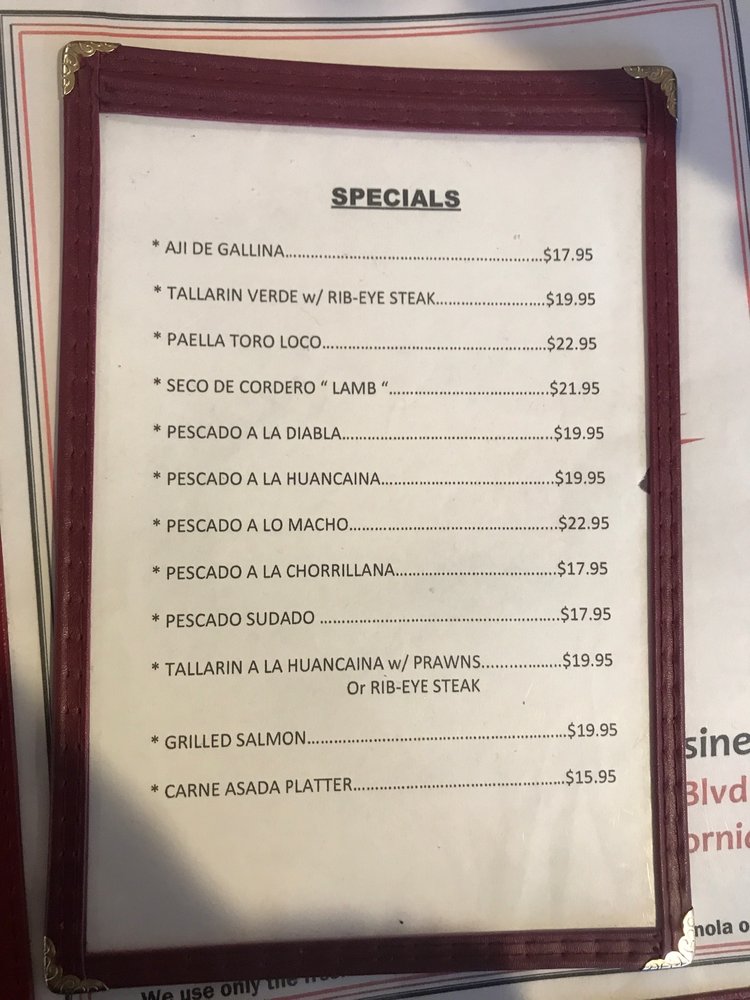 SPECIALS
* AJI DE GALLINA........................................................$17.95
* TALLARIN VERDE w/ RIB-EYE STEAK........................$19.95
* PAELLA TORO LOCO.................................................$22.95
* SECO DE CORDERO “ LAMB “...................................$21.95
* PESCADO A LA DIABLA..............................................$19.95
* PESCADO A LA HUANCAINA.....................................$19.95
* PESCADO A LO MACHO............................................$22.95
* PESCADO A LA CHORRILLANA..................................$17.95
* PESCADO SUDADO ...................................................$17.95
* TALLARIN A LA HUANCAINA w/ PRAWNS.................$19.95
Or RIB-EYE STEAK
* GRILLED SALMON......................................................$19.95
* CARNE ASADA PLATTER.............................................$15.95
sine
Blvd
ornia
nola o
We use only the